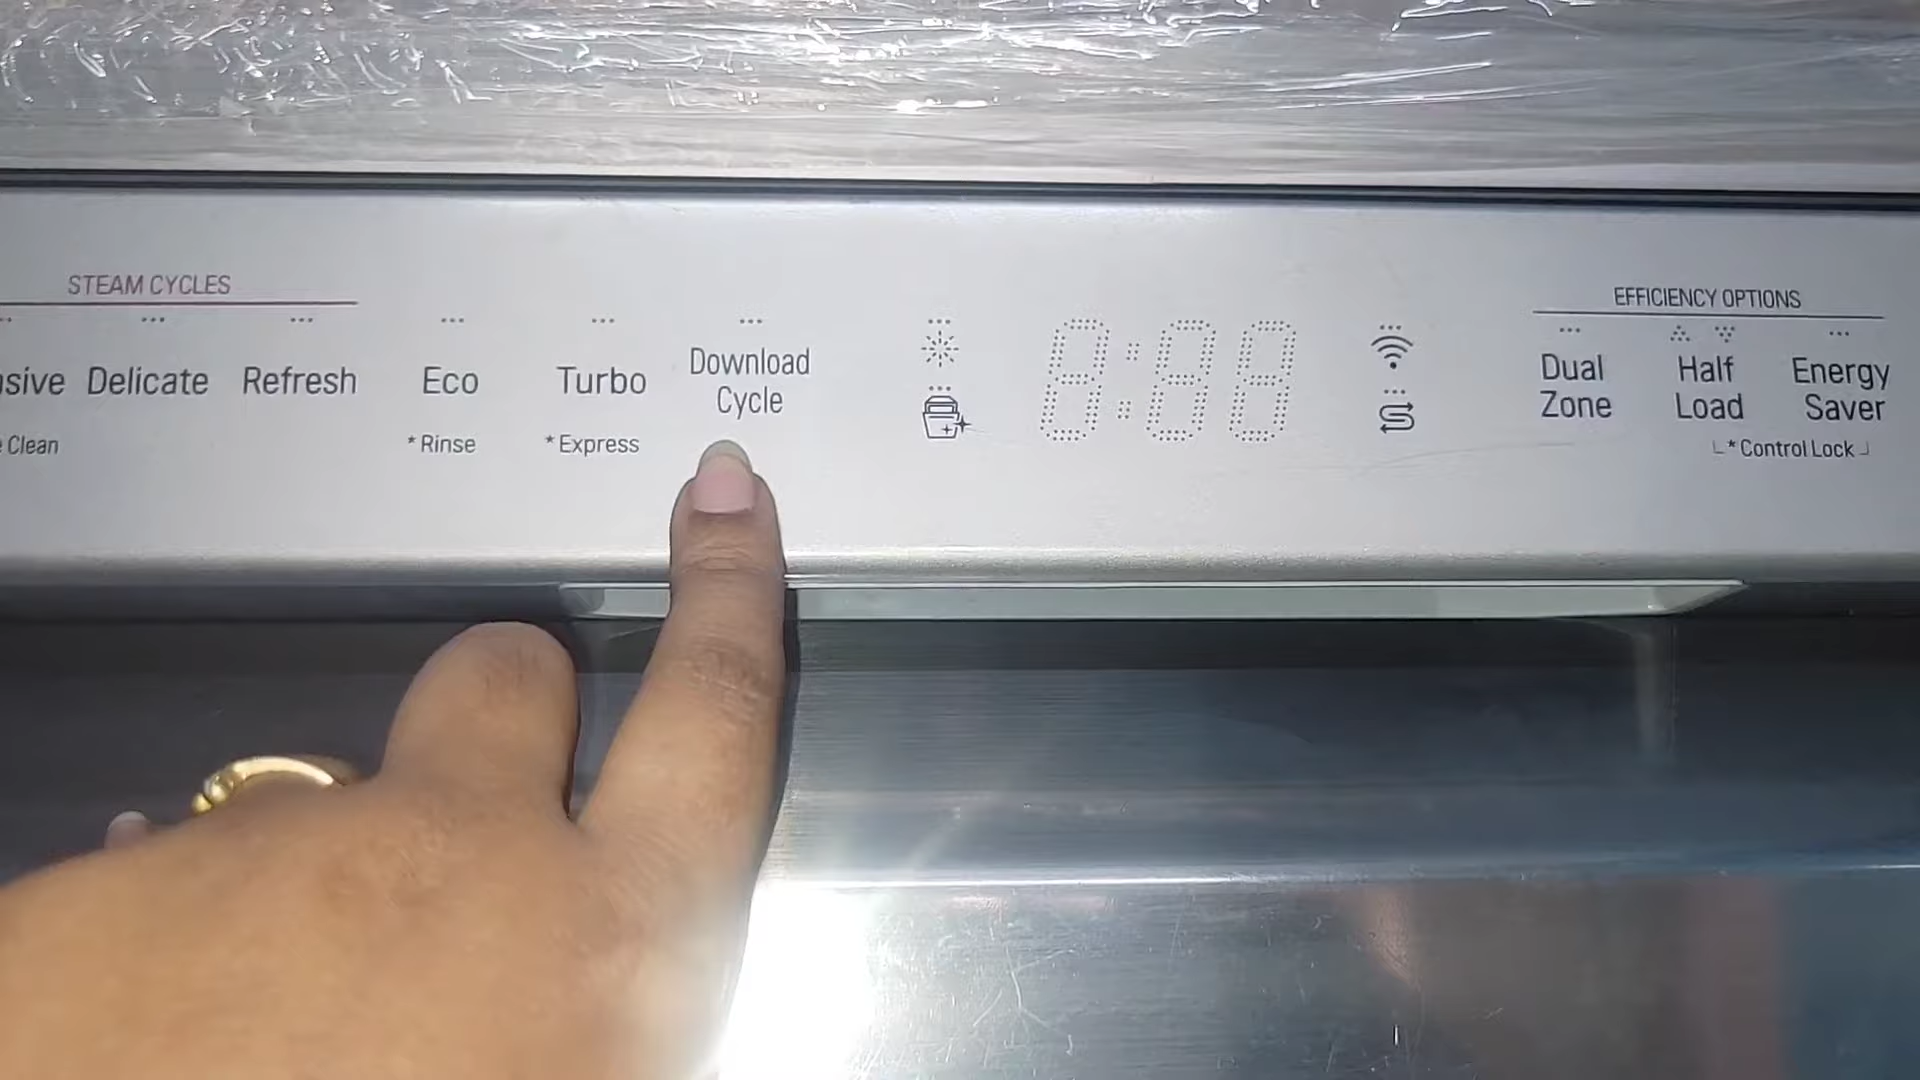 STEAM CYCLES
Delicate
Refresh
Eco
* Rinse
Turbo
* Express
Download
Cycle
8:88
EFFICIENCY OPTIONS
Dual
Zone
Half
Load
Energy
Saver
* Control Lock
Clean